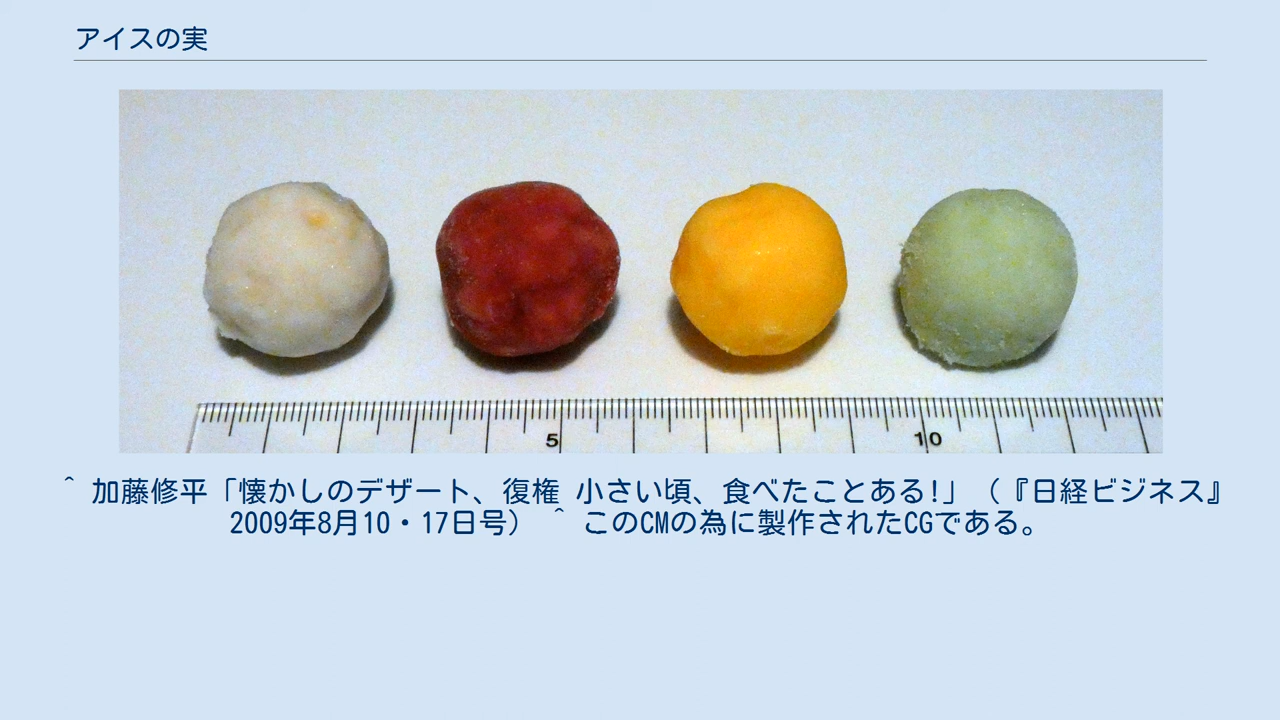 アイスの実
5 10
^ 加藤修平「懐かしのデザート、復権 小さい頃、食べたことある!」（『日経ビジネス』
2009年8月10・17日号） ^ このCMの為に製作されたCGである。